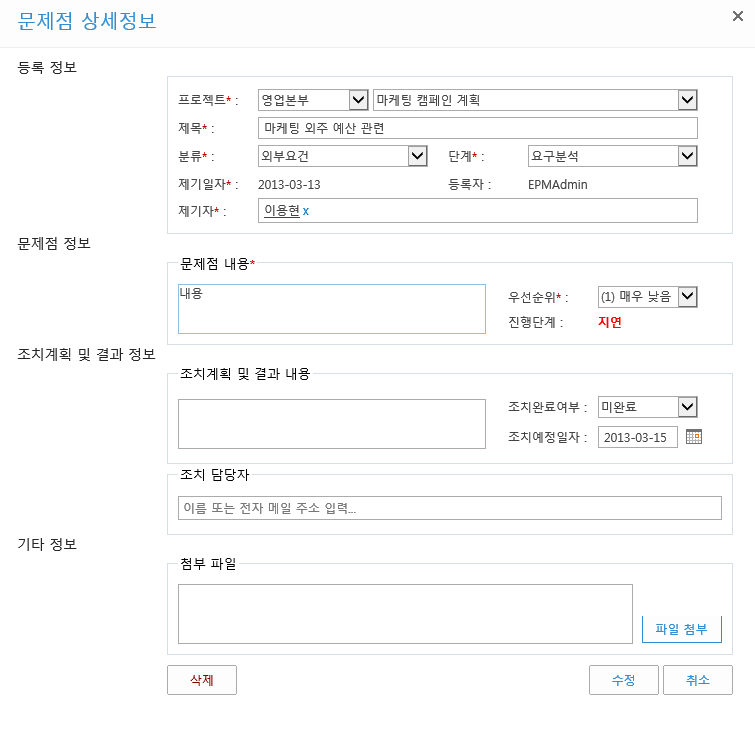 문제점 상세정보
등록 정보
프로젝트* : 영업본부 마케팅 캠페인 계획
제목* : 마케팅 외주 예산 관련
분류* : 외부요건 단계* : 요구분석
제기일자* : 2013-03-13 등록자 : EPMAdmin
제기자* : 이용현 x
문제점 정보
문제점 내용*
내용
우선순위* : (1) 매우 낮음
진행단계 : 지연
조치계획 및 결과 정보
조치계획 및 결과 내용
조치완료여부 : 미완료
조치예정일자 : 2013-03-15
조치 담당자
이름 또는 전자 메일 주소 입력...
기타 정보
첨부 파일
파일 첨부
삭제 수정 취소